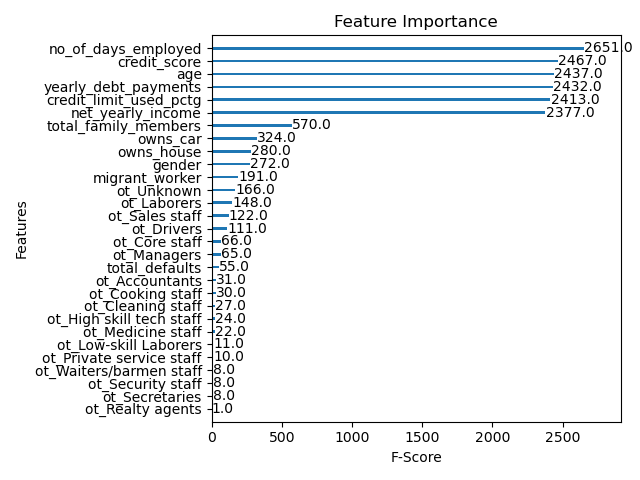 Feature Importance
no_of_days_employed 2651.0
credit_score 2467.0
age 2437.0
yearly_debt_payments 2432.0
credit_limit_used_pctg 2413.0
net_yearly_income 2377.0
total_family_members 570.0
owns_car 324.0
owns_house 280.0
gender 272.0
migrant_worker 191.0
ot_Unknown 166.0
ot_Laborers 148.0
ot_Sales staff 122.0
ot_Drivers 111.0
ot_Core staff 66.0
ot_Managers 65.0
total_defaults 55.0
ot_Accountants 31.0
ot_Cooking staff 30.0
ot_Cleaning staff 27.0
ot_High skill tech staff 24.0
ot_Medicine staff 22.0
ot_Low-skill Laborers 11.0
ot_Private service staff 10.0
ot_Waiters/barmen staff 8.0
ot_Security staff 8.0
ot_Secretaries 8.0
ot_Realty agents 1.0
Features
0 500 1000 1500 2000 2500
F-Score